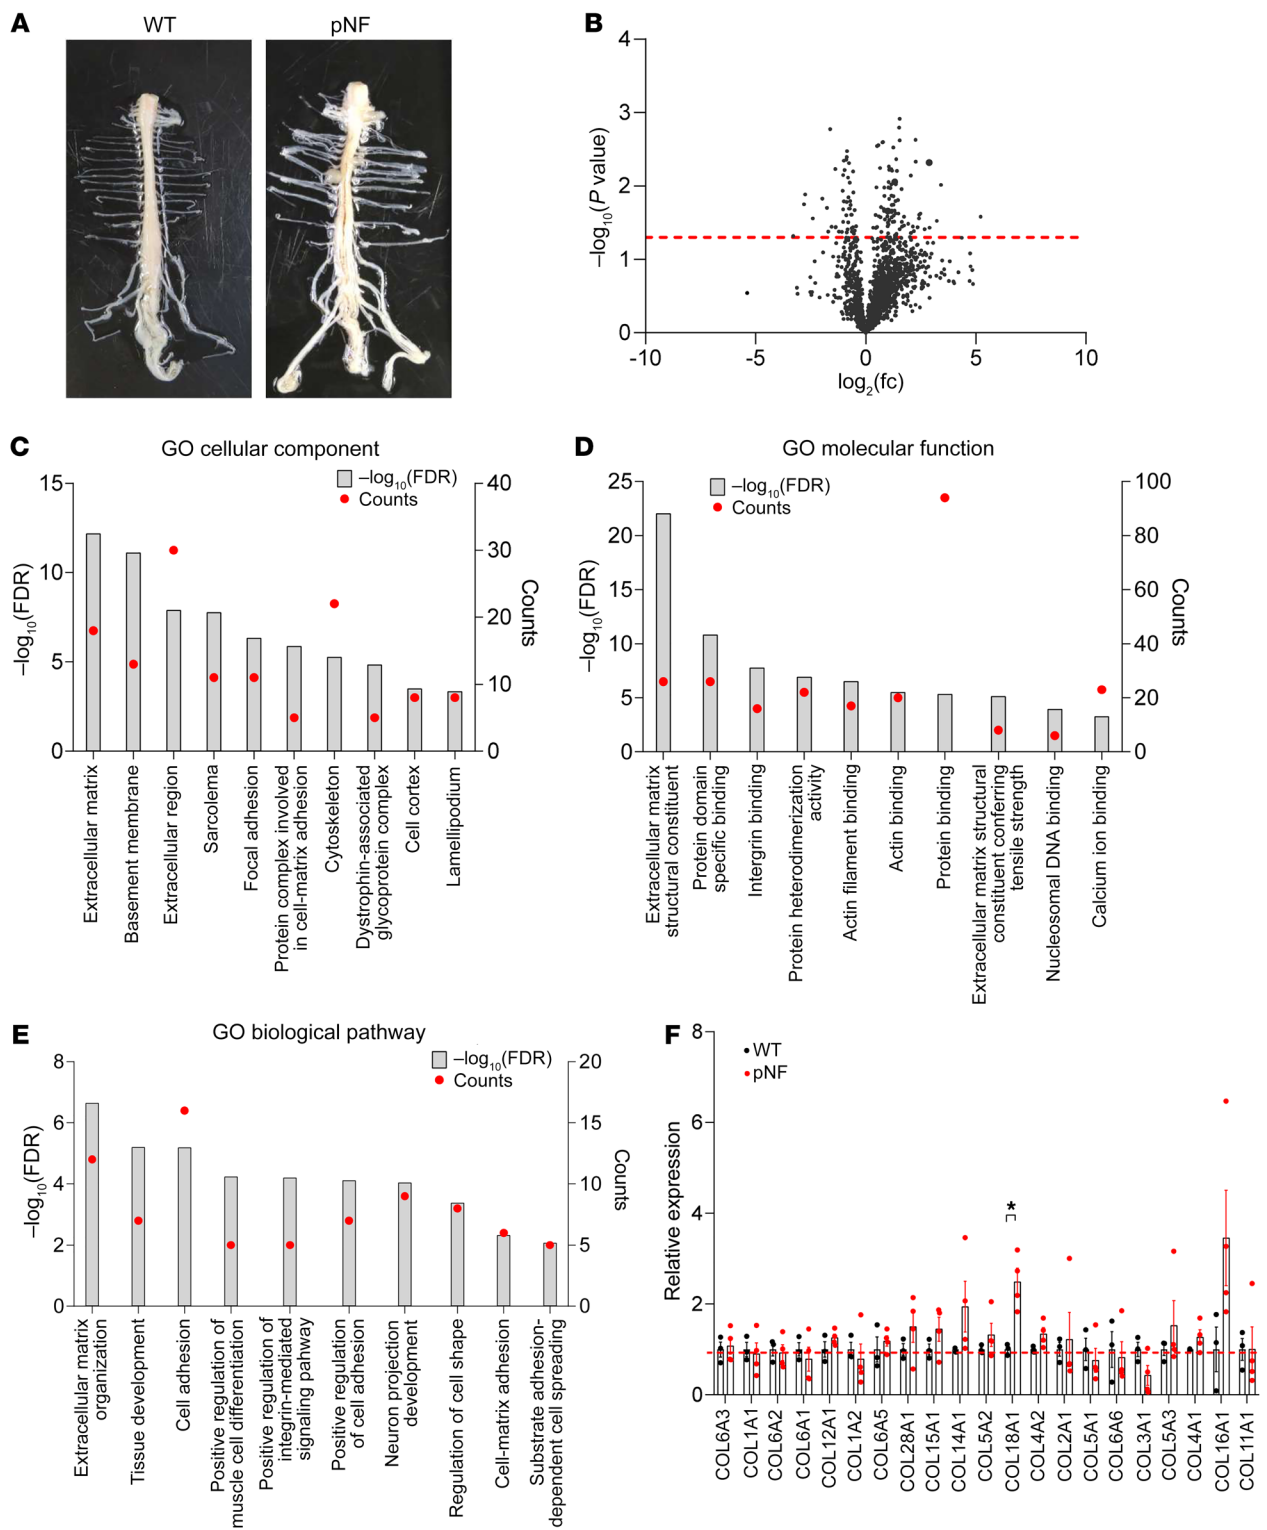 A
WT
pNF
B
4
3
2
1
0
–log10(P value)
-10
-5
0
5
10
log2(fc)
C
GO cellular component
–log10(FDR)
Counts
15
10
5
0
–log10(FDR)
40
30
20
10
0
Counts
Extracellular matrix
Basement membrane
Extracellular region
Sarcolema
Focal adhesion
Protein complex involved
in cell-matrix adhesion
Cytoskeleton
Dystrophin-associated
glycoprotein complex
Cell cortex
Lamellipodium
D
GO molecular function
–log10(FDR)
Counts
25
20
15
10
5
0
–log10(FDR)
100
80
60
40
20
0
Counts
Extracellular matrix
structural constituent
Protein domain
specific binding
Intergrin binding
Protein heterodimerization
activity
Actin filament binding
Actin binding
Protein binding
Extracellular matrix structural
constituent conferring
tensile strength
Nucleosomal DNA binding
Calcium ion binding
E
GO biological pathway
–log10(FDR)
Counts
8
6
4
2
0
–log10(FDR)
20
15
10
5
0
Counts
Extracellular matrix
organization
Tissue development
Cell adhesion
Positive regulation of
muscle cell differentiation
Positive regulation of
integrin-mediated
signaling pathway
Positive regulation
of cell adhesion
Neuron projection
development
Regulation of cell shape
Cell-matrix adhesion
Substrate adhesion-
dependent cell spreading
F
WT
pNF
8
6
4
2
0
Relative expression
*
COL6A3
COL1A1
COL6A2
COL6A1
COL12A1
COL1A2
COL6A5
COL28A1
COL15A1
COL14A1
COL5A2
COL18A1
COL4A2
COL2A1
COL5A1
COL6A6
COL3A1
COL5A3
COL4A1
COL16A1
COL11A1